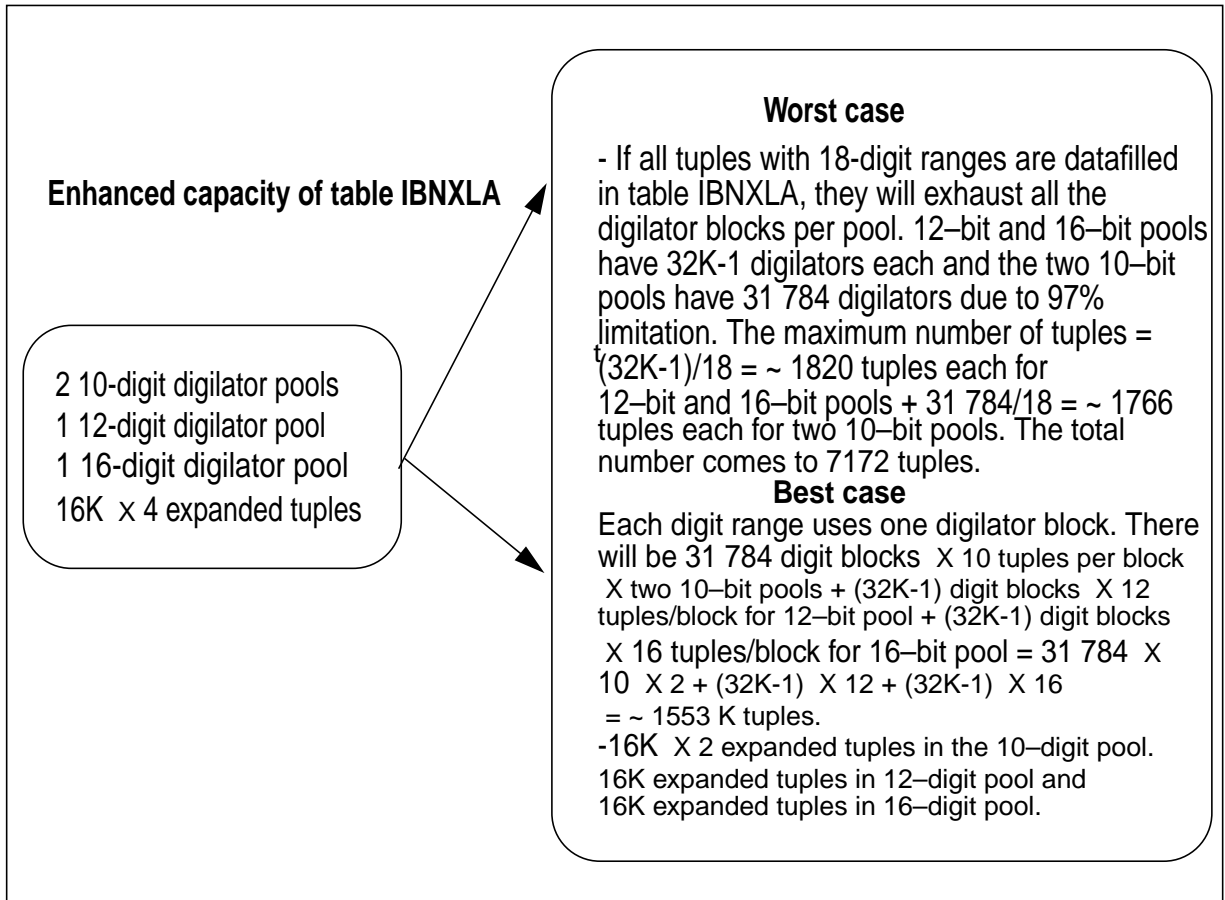 Enhanced capacity of table IBNXLA
2 10-digit digilator pools
1 12-digit digilator pool
1 16-digit digilator pool
16K X 4 expanded tuples
Worst case
- If all tuples with 18-digit ranges are datafilled
in table IBNXLA, they will exhaust all the
digilator blocks per pool. 12–bit and 16–bit pools
have 32K-1 digilators each and the two 10–bit
pools have 31 784 digilators due to 97%
limitation. The maximum number of tuples =
t
(32K-1)/18 = ~ 1820 tuples each for
12–bit and 16–bit pools + 31 784/18 = ~ 1766
tuples each for two 10–bit pools. The total
number comes to 7172 tuples.
Best case
Each digit range uses one digilator block. There
will be 31 784 digit blocks X 10 tuples per block
X two 10–bit pools + (32K-1) digit blocks X 12
tuples/block for 12–bit pool + (32K-1) digit blocks
X 16 tuples/block for 16–bit pool = 31 784 X
10 X 2 + (32K-1) X 12 + (32K-1) X 16
= ~ 1553 K tuples.
-16K X 2 expanded tuples in the 10–digit pool.
16K expanded tuples in 12–digit pool and
16K expanded tuples in 16–digit pool.